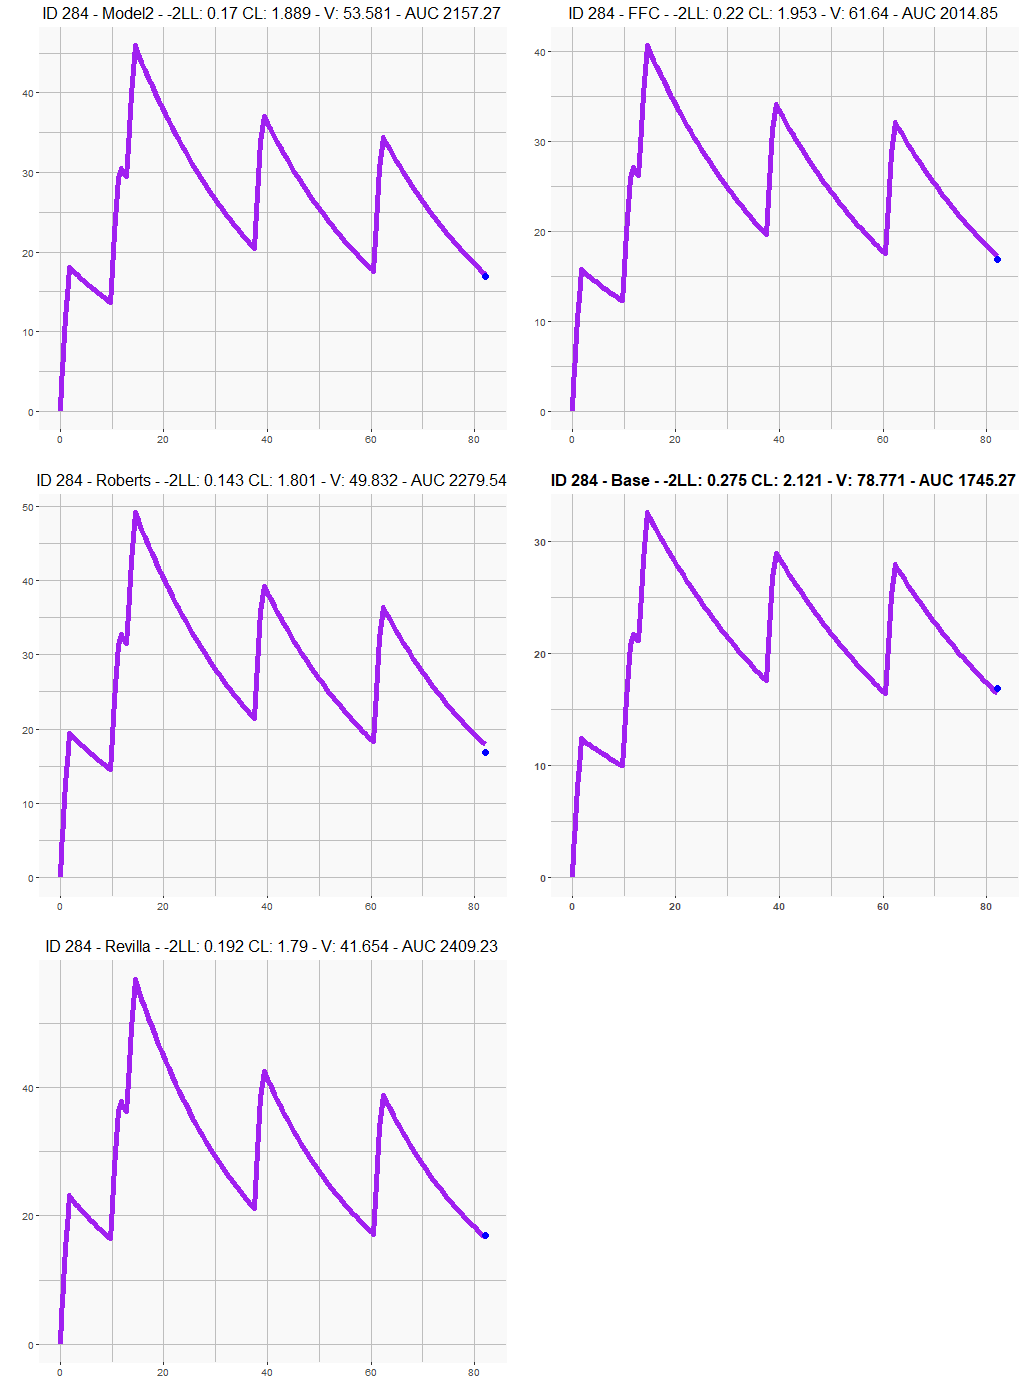 ID 284 - Model2 - -2LL: 0.17 CL: 1.889 - V: 53.581 - AUC 2157.27
40
30
20
10
0
0 20 40 60 80
ID 284 - FFC - -2LL: 0.22 CL: 1.953 - V: 61.64 - AUC 2014.85
40
30
20
10
0
0 20 40 60 80
ID 284 - Roberts - -2LL: 0.143 CL: 1.801 - V: 49.832 - AUC 2279.54
50
40
30
20
10
0
0 20 40 60 80
ID 284 - Base - -2LL: 0.275 CL: 2.121 - V: 78.771 - AUC 1745.27
30
20
10
0
0 20 40 60 80
ID 284 - Revilla - -2LL: 0.192 CL: 1.79 - V: 41.654 - AUC 2409.23
40
20
0
0 20 40 60 80